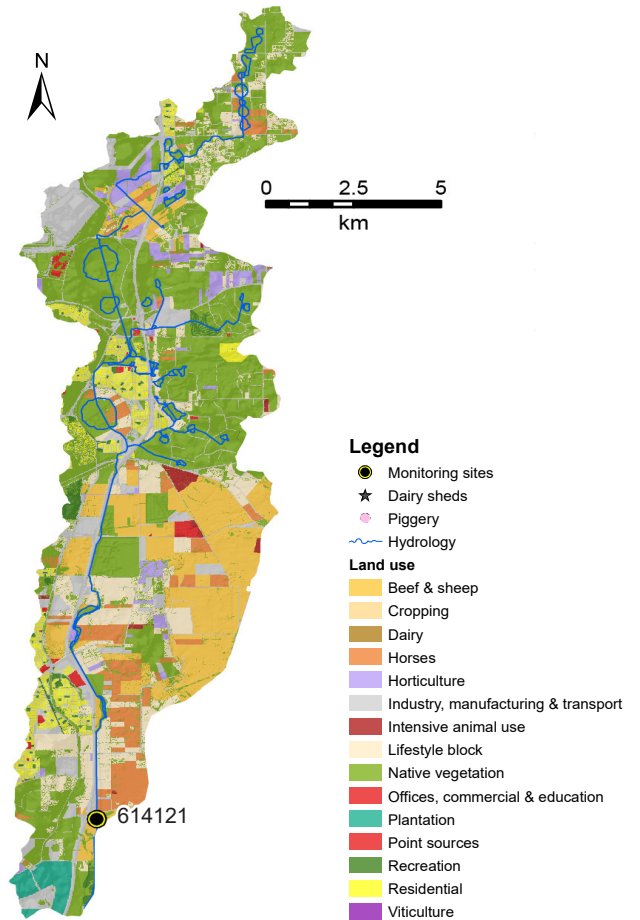 N
0 2.5 5
km
Legend
Monitoring sites
Dairy sheds
Piggery
Hydrology
Land use
Beef & sheep
Cropping
Dairy
Horses
Horticulture
Industry, manufacturing & transport
Intensive animal use
Lifestyle block
Native vegetation
Offices, commercial & education
Plantation
Point sources
Recreation
Residential
Viticulture
614121